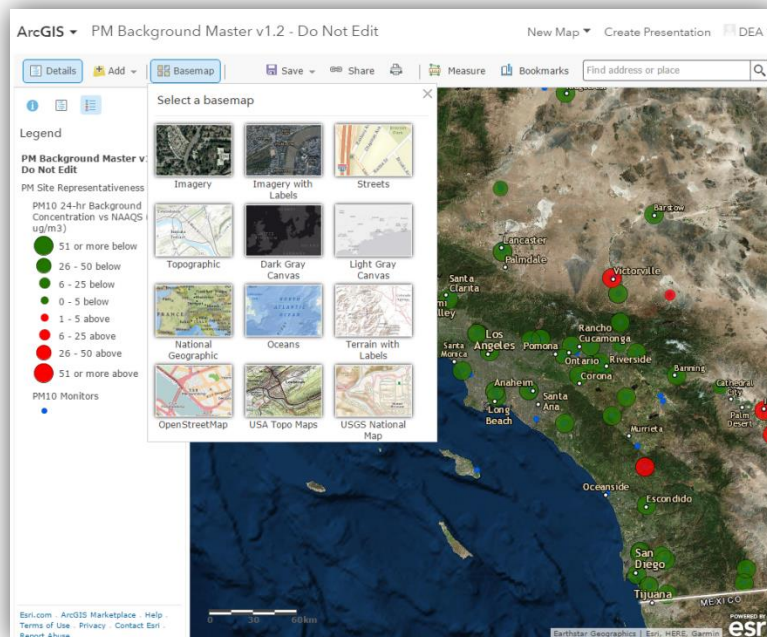 ArcGIS ▾ PM Background Master v1.2 - Do Not Edit
New Map ▾ Create Presentation DEA
Details Add Basemap Save Share Measure Bookmarks Find address or place
Legend
PM Background Master v1
Do Not Edit
PM Site Representativeness
PM10 24-hr Background
Concentration vs NAAQS (
ug/m3)
51 or more below
26 - 50 below
6 - 25 below
0 - 5 below
1 - 5 above
6 - 25 above
26 - 50 above
51 or more above
PM10 Monitors
Select a basemap
Imagery
Imagery with
Labels
Streets
Topographic
Dark Gray
Canvas
Light Gray
Canvas
National
Geographic
Oceans
Terrain with
Labels
OpenStreetMap
USA Topo Maps
USGS National
Map
Barstow
Lancaster
Palmdale
Victorville
Santa
Clarita
mi
alley
Los
Angeles
Santa
Monica
Pomona
Rancho
Cucamonga
Ontario
Riverside
Corona
Banning
Anaheim
Santa
Ana
Long
Beach
Cathedral
City
Palm
Desert
Murrieta
Oceanside
Escondido
San
Diego
Tijuana
MEXICO
0 30 60km
Esri.com . ArcGIS Marketplace . Help .
Terms of Use . Privacy . Contact Esri .
Report Abuse
Earthstar Geographics | Esri, HERE, Garmin
POWERED BY
esri